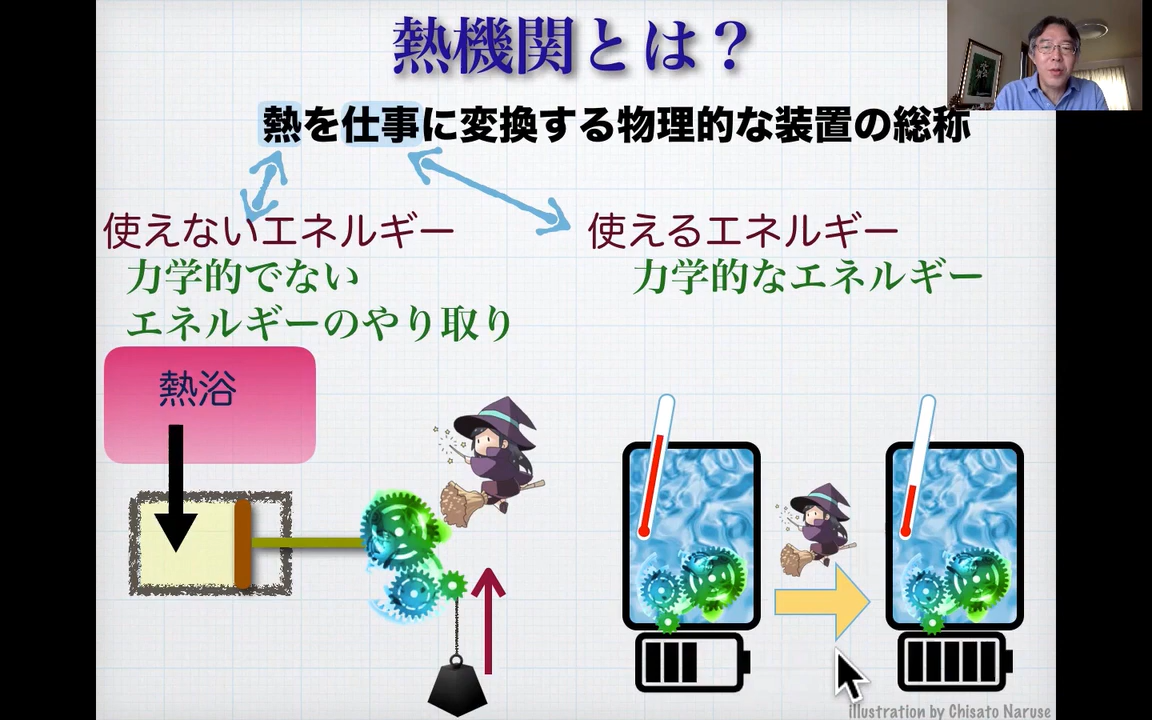 熱機関とは？
熱を仕事に変換する物理的な装置の総称
使えないエネルギー
力学的でない
エネルギーのやり取り
使えるエネルギー
力学的なエネルギー
熱浴
illustration by Chisato Naruse